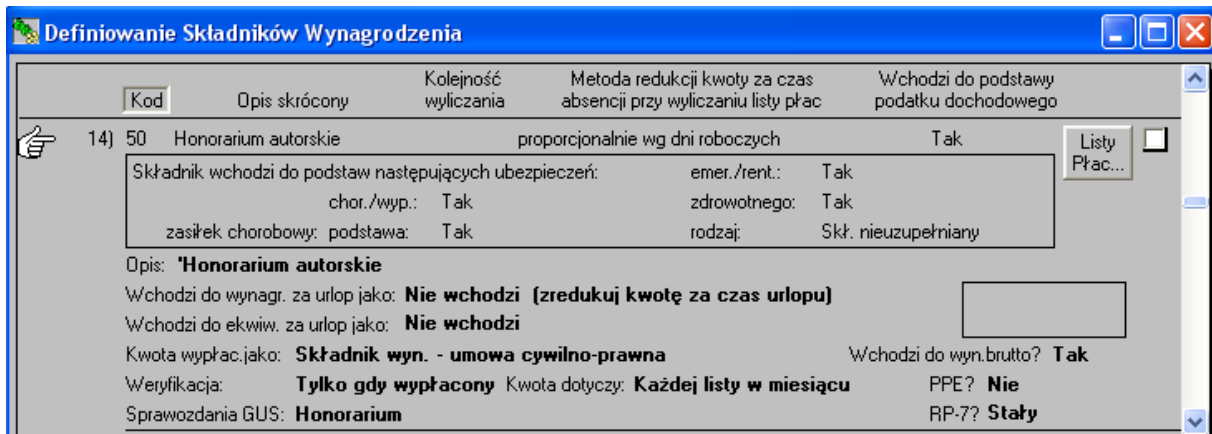 Definiowanie Składników Wynagrodzenia
Kod Opis skrócony Kolejność wyliczania Metoda redukcji kwoty za czas absencji przy wyliczaniu listy płac Wchodzi do podstawy podatku dochodowego
14) 50 Honorarium autorskie proporcjonalnie wg dni roboczych Tak Listy Płac...
Składnik wchodzi do podstaw następujących ubezpieczeń: emer./rent.: Tak
chor./wyp.: Tak zdrowotnego: Tak
zasiłek chorobowy: podstawa: Tak rodzaj: Skł. nieuzupełniany
Opis: 'Honorarium autorskie
Wchodzi do wynagr. za urlop jako: Nie wchodzi (zredukuj kwotę za czas urlopu)
Wchodzi do ekwiw. za urlop jako: Nie wchodzi
Kwota wypłac.jako: Składnik wyn. - umowa cywilno-prawna Wchodzi do wyn.brutto? Tak
Weryfikacja: Tylko gdy wypłacony Kwota dotyczy: Każdej listy w miesiącu PPE? Nie
Sprawozdania GUS: Honorarium RP-7? Stały